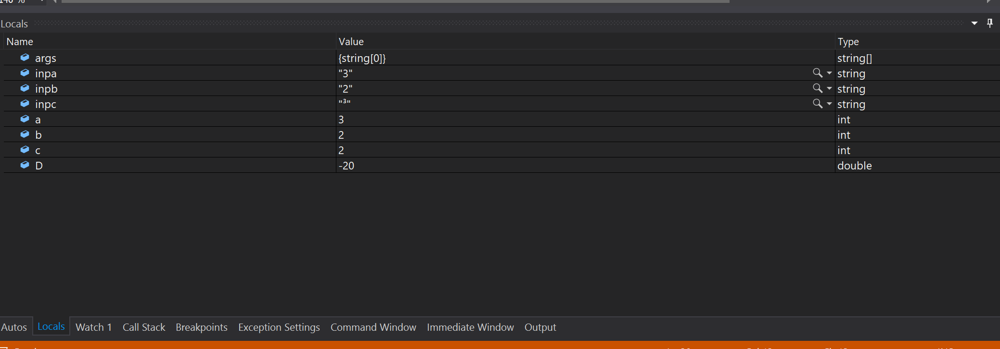 Locals
Name Value Type
args {string[0]} string[]
inpa "3" string
inpb "2" string
inpc "³" string
a 3 int
b 2 int
c 2 int
D -20 double
Autos Locals Watch 1 Call Stack Breakpoints Exception Settings Command Window Immediate Window Output